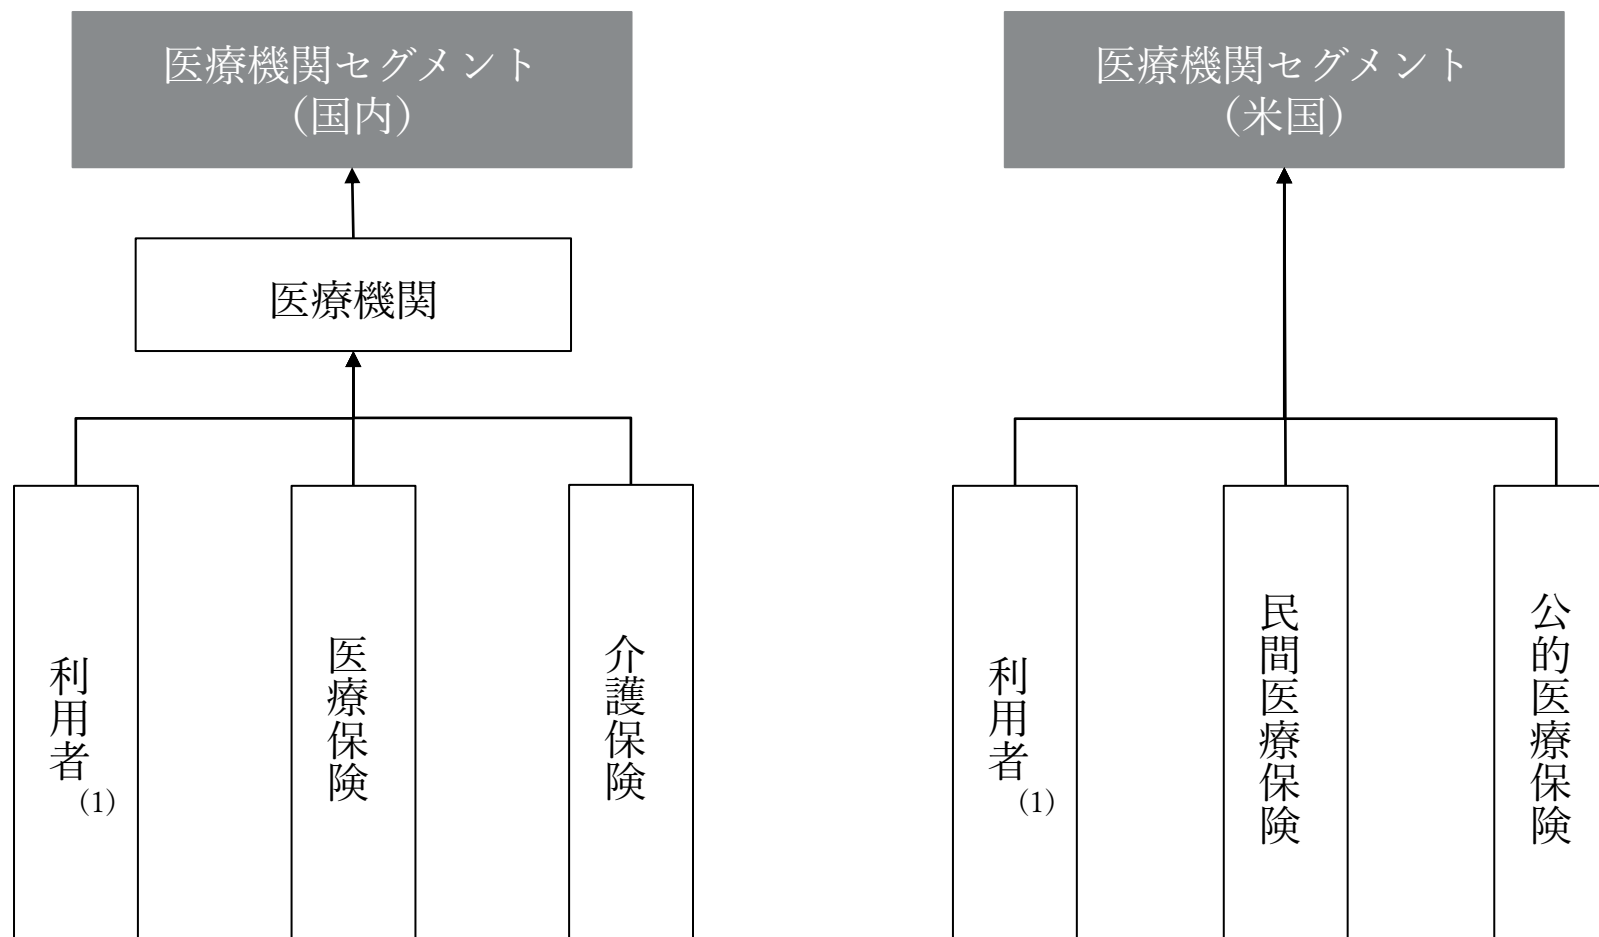 医療機関セグメント
（国内）
医療機関
利用者(1)
医療保険
介護保険
医療機関セグメント
（米国）
利用者(1)
民間医療保険
公的医療保険